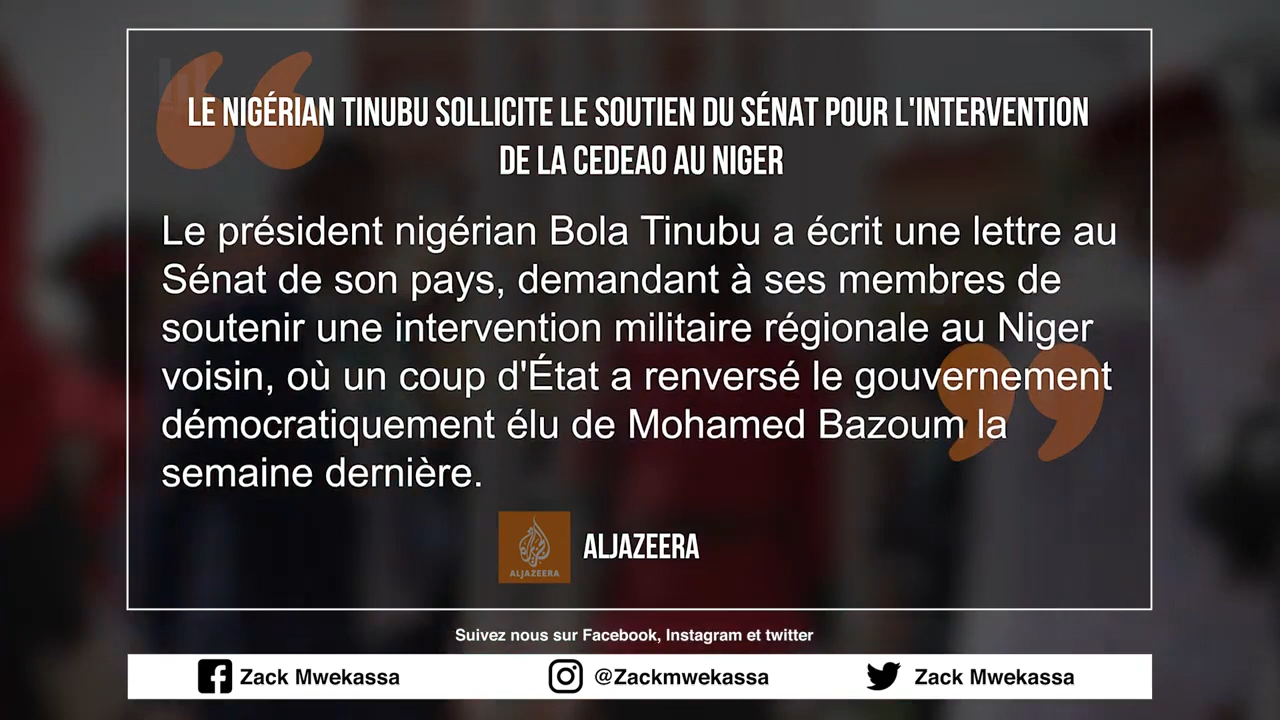 LE NIGÉRIAN TINUBU SOLLICITE LE SOUTIEN DU SÉNAT POUR L'INTERVENTION
DE LA CEDEAO AU NIGER
Le président nigérian Bola Tinubu a écrit une lettre au
Sénat de son pays, demandant à ses membres de
soutenir une intervention militaire régionale au Niger
voisin, où un coup d'État a renversé le gouvernement
démocratiquement élu de Mohamed Bazoum la
semaine dernière.
ALJAZEERA
ALJAZEERA
Suivez nous sur Facebook, Instagram et twitter
Zack Mwekassa
@Zackmwekassa
Zack Mwekassa